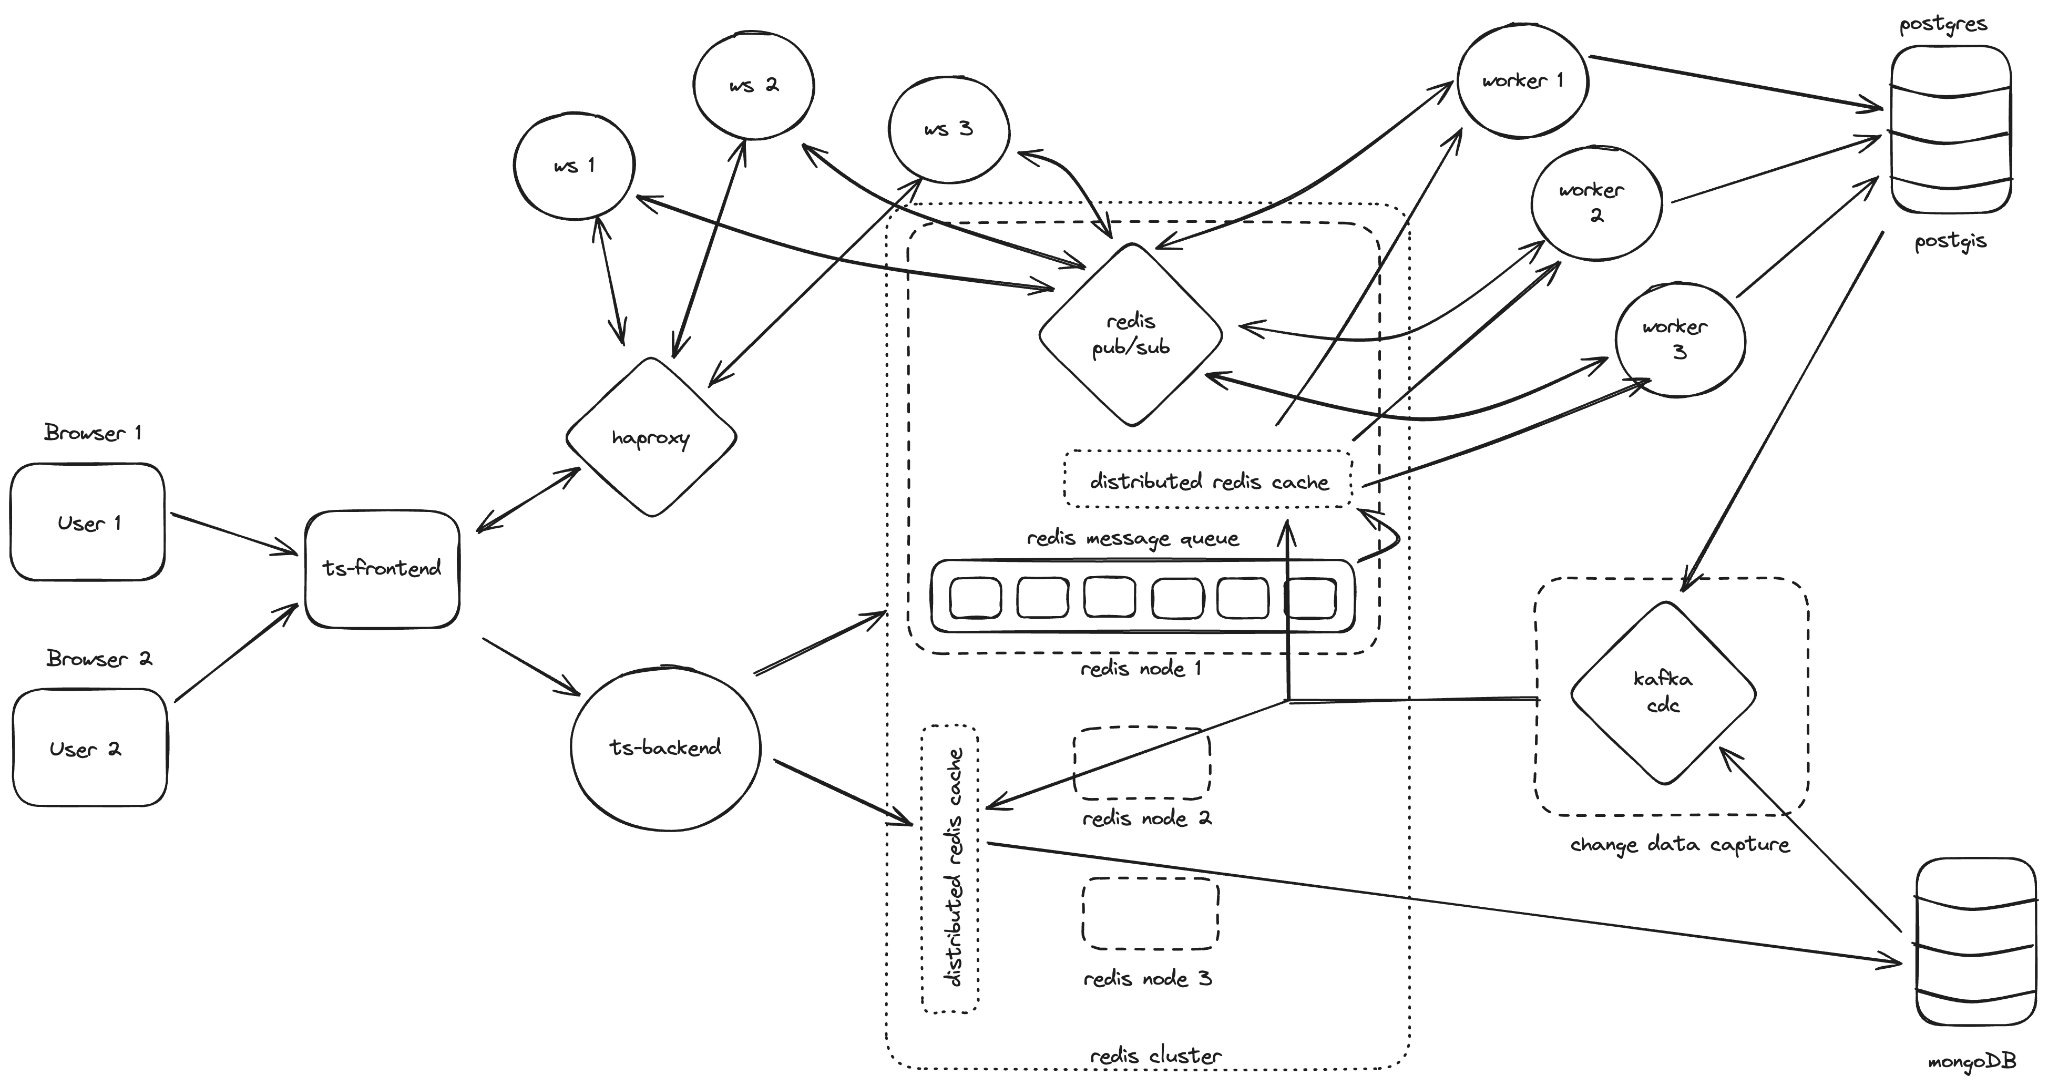 postgres
ws 2
worker 1
ws 3
ws 1
worker
2
postgis
redis
pub/sub
worker
3
Browser 1
haproxy
distributed redis cache
User 1
redis message queue
ts-frontend
Browser 2
redis node 1
kafka
cdc
User 2
ts-backend
distributed redis cache
redis node 2
change data capture
redis node 3
redis cluster
mongoDB